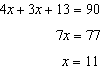 4x + 3x + 13 = 90
7x = 77
x = 11